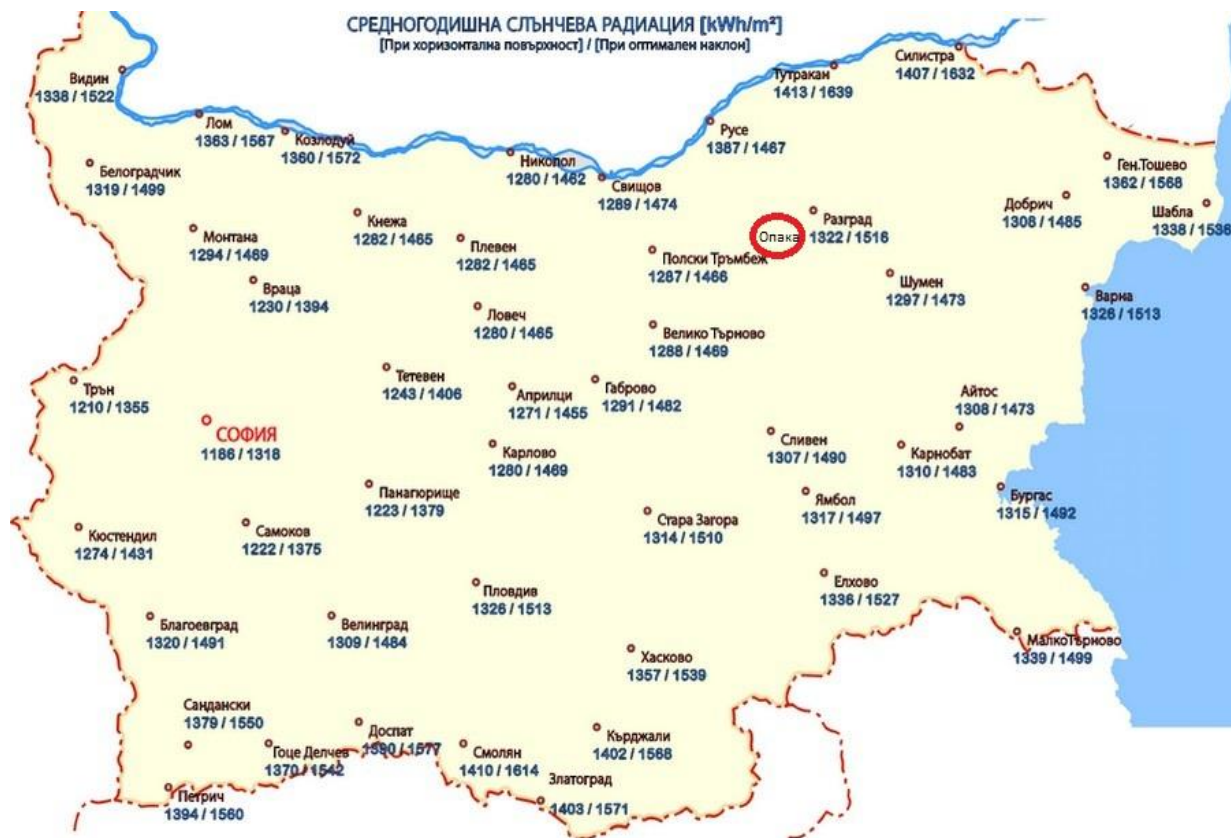 СРЕДНОГОДИШНА СЛЪНЧЕВА РАДИАЦИЯ [kWh/m²]
[При хоризонтална повърхност] / [При оптимален наклон]
Видин
1338 / 1522
Лом
1363 / 1567
Козлодуй
1360 / 1572
Никопол
1280 / 1462
Свищов
1289 / 1474
Русе
1387 / 1467
Тутракан
1413 / 1639
Силистра
1407 / 1632
Белоградчик
1319 / 1499
Монтана
1294 / 1469
Враца
1230 / 1394
Кнежа
1282 / 1465
Плевен
1282 / 1465
Ловеч
1280 / 1465
Полски Тръмбеж
1287 / 1466
Опака
Разград
1322 / 1516
Шумен
1297 / 1473
Добрич
1308 / 1485
Ген.Тошево
1362 / 1568
Шабла
1338 / 1536
Варна
1326 / 1513
Велико Търново
1288 / 1469
Трън
1210 / 1355
СОФИЯ
1186 / 1318
Тетевен
1243 / 1406
Априлци
1271 / 1455
Габрово
1291 / 1482
Карлово
1280 / 1469
Сливен
1307 / 1490
Айтос
1308 / 1473
Карнобат
1310 / 1483
Бургас
1315 / 1492
Ямбол
1317 / 1497
Панагюрище
1223 / 1379
Стара Загора
1314 / 1510
Кюстендил
1274 / 1431
Самоков
1222 / 1375
Пловдив
1326 / 1513
Елхово
1336 / 1527
МалкоТърново
1339 / 1499
Благоевград
1320 / 1491
Велинград
1309 / 1484
Хасково
1357 / 1539
Сандански
1379 / 1550
Гоце Делчев
1370 / 1542
Доспат
1390 / 1577
Смолян
1410 / 1614
Кърджали
1402 / 1568
Златоград
1403 / 1571
Петрич
1394 / 1560